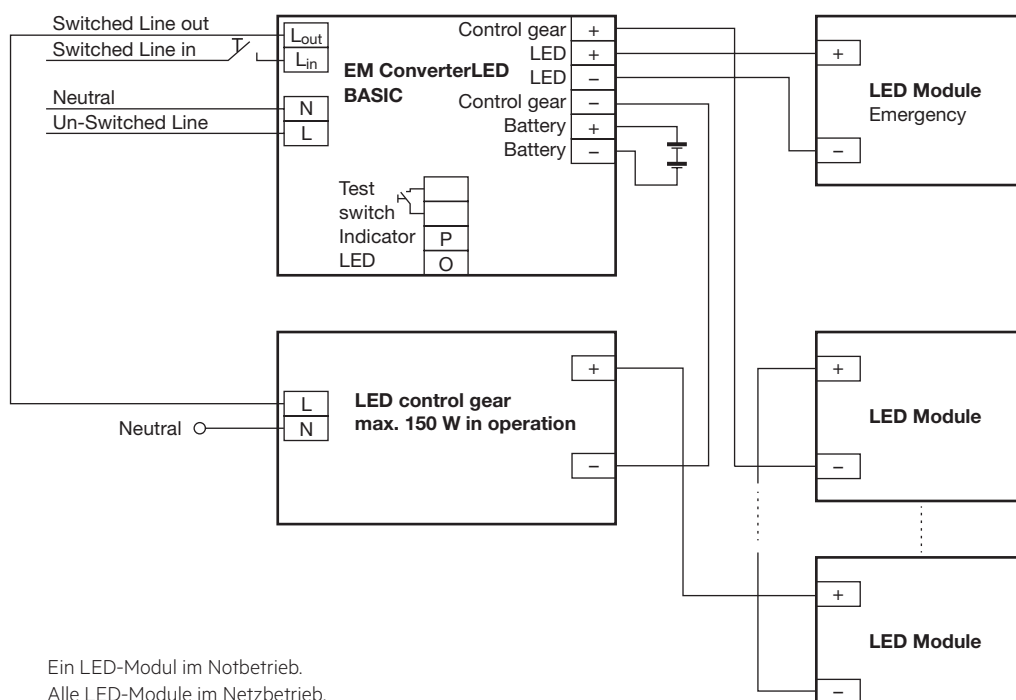 Switched Line out
Switched Line in
Neutral
Un-Switched Line
Lout
Lin
N
L
EM ConverterLED
BASIC
Control gear +
LED +
LED –
Control gear –
Battery +
Battery –
Test
switch
Indicator P
LED O
+
–
LED Module
Emergency
L
N
Neutral
LED control gear
max. 150 W in operation
+
–
+
–
LED Module
+
–
LED Module
Ein LED-Modul im Notbetrieb.
Alle LED-Module im Netzbetrieb.